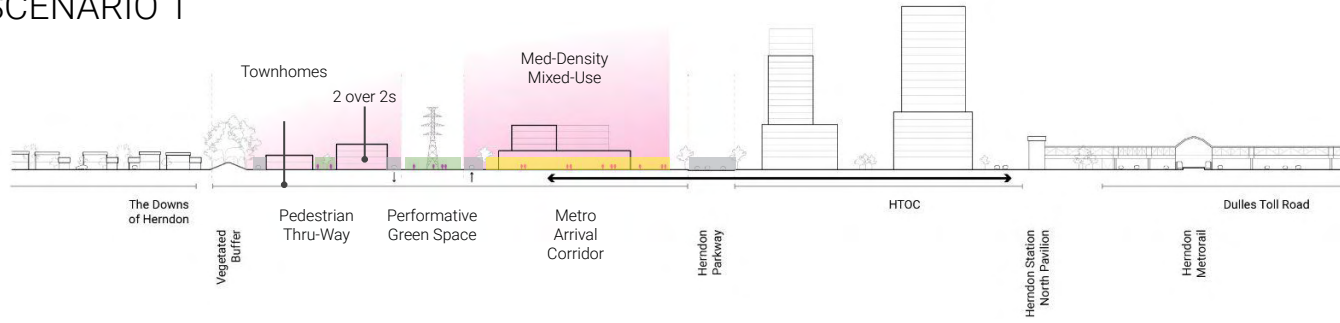 SCENARIO 1
Townhomes
2 over 2s
Med-Density
Mixed-Use
The Downs
of Herndon
Vegetated
Buffer
Pedestrian
Thru-Way
Performative
Green Space
Metro
Arrival
Corridor
Herndon
Parkway
HTOC
Herndon Station
North Pavilion
Herndon
Metrorail
Dulles Toll Road